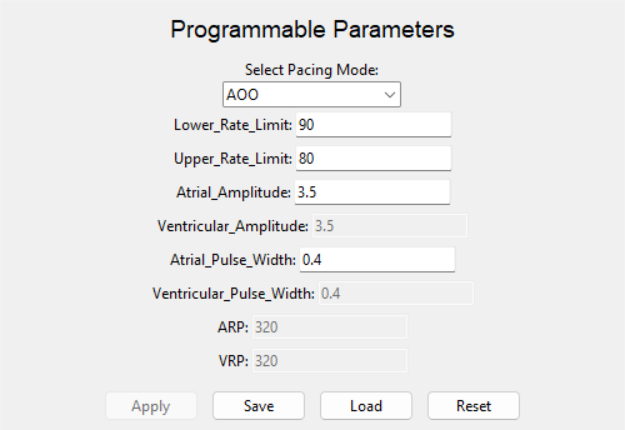 Programmable Parameters
Select Pacing Mode:
AOO
Lower_Rate_Limit: 90
Upper_Rate_Limit: 80
Atrial_Amplitude: 3.5
Ventricular_Amplitude: 3.5
Atrial_Pulse_Width: 0.4
Ventricular_Pulse_Width: 0.4
ARP: 320
VRP: 320
Apply Save Load Reset